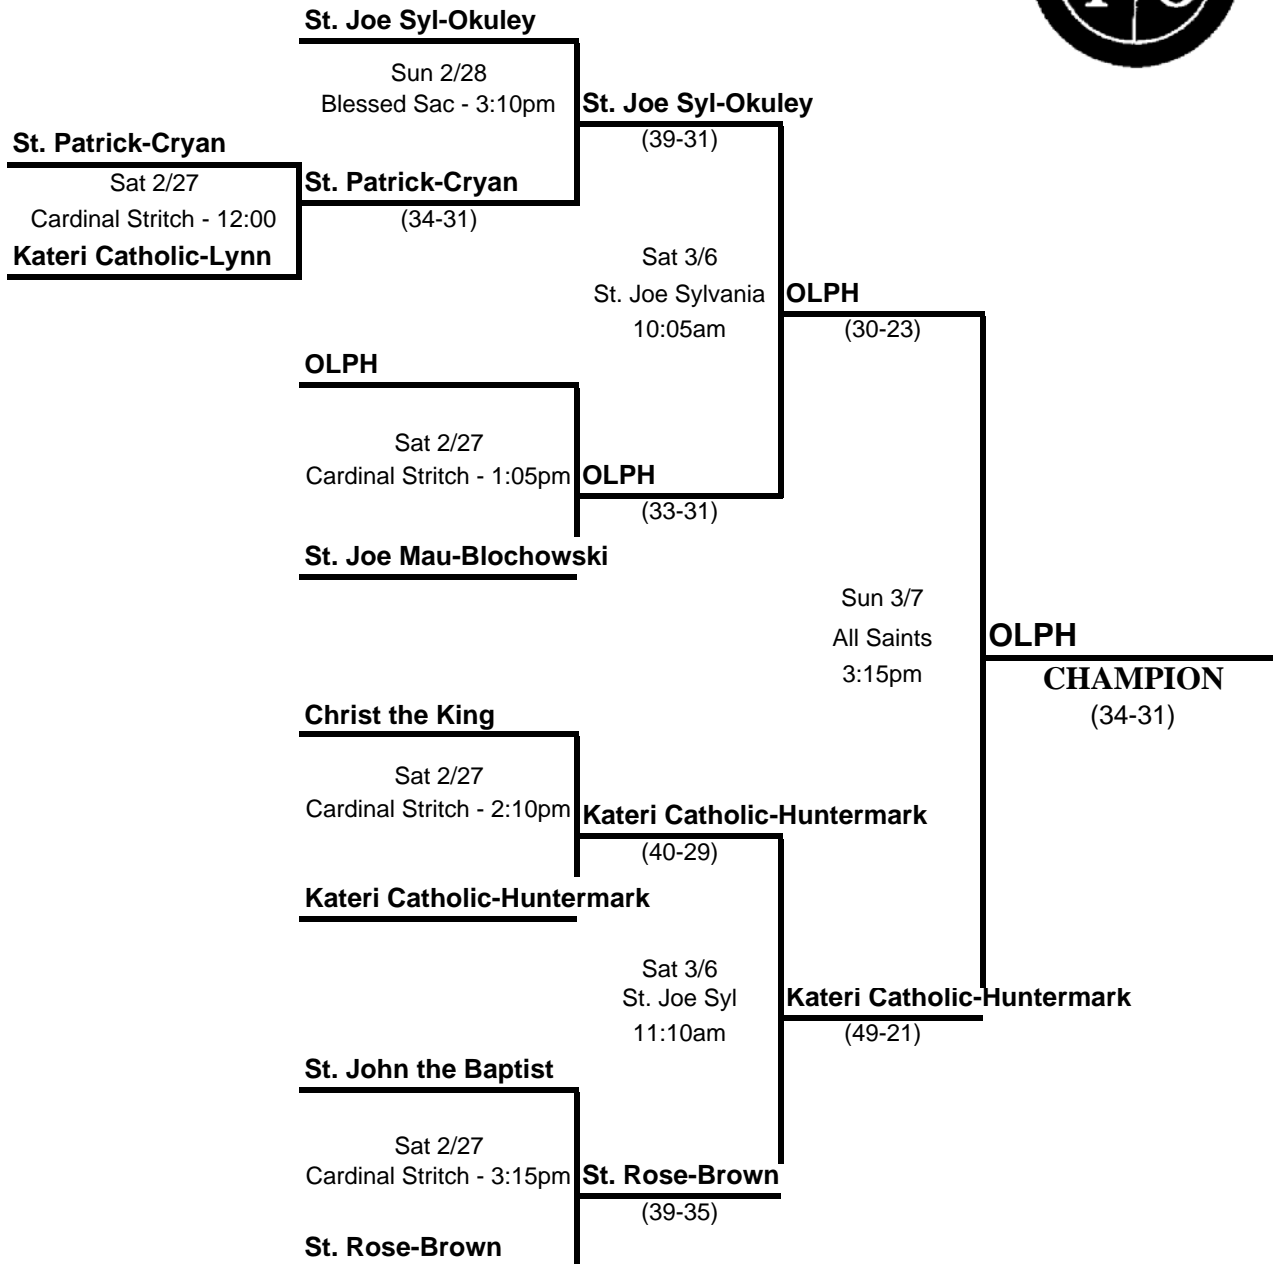 St. Joe Syl-Okuley
Sun 2/28
Blessed Sac - 3:10pm
St. Joe Syl-Okuley
(39-31)
St. Patrick-Cryan
Sat 2/27
Cardinal Stritch - 12:00
Kateri Catholic-Lynn
St. Patrick-Cryan
(34-31)
Sat 3/6
St. Joe Sylvania
10:05am
OLPH
(30-23)
OLPH
Sat 2/27
Cardinal Stritch - 1:05pm
OLPH
(33-31)
St. Joe Mau-Blochowski
Sun 3/7
All Saints
3:15pm
OLPH
CHAMPION
(34-31)
Christ the King
Sat 2/27
Cardinal Stritch - 2:10pm
Kateri Catholic-Huntermark
(40-29)
Kateri Catholic-Huntermark
Sat 3/6
St. Joe Syl
11:10am
Kateri Catholic-Huntermark
(49-21)
St. John the Baptist
Sat 2/27
Cardinal Stritch - 3:15pm
St. Rose-Brown
(39-35)
St. Rose-Brown